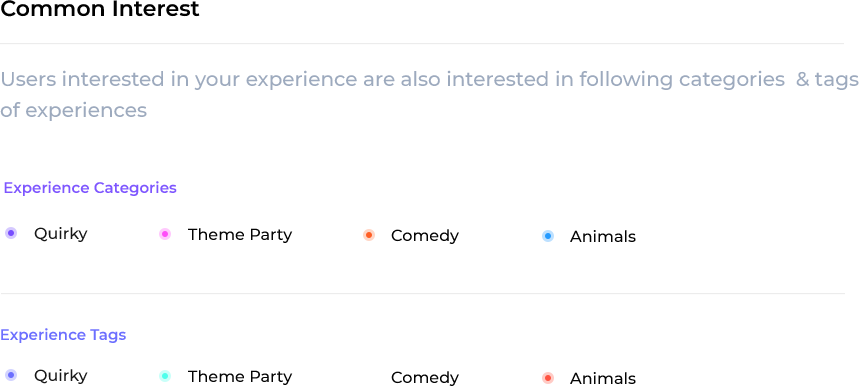 Common Interest
Users interested in your experience are also interested in following categories & tags
of experiences
Experience Categories
Quirky Theme Party Comedy Animals
Experience Tags
Quirky Theme Party Comedy Animals